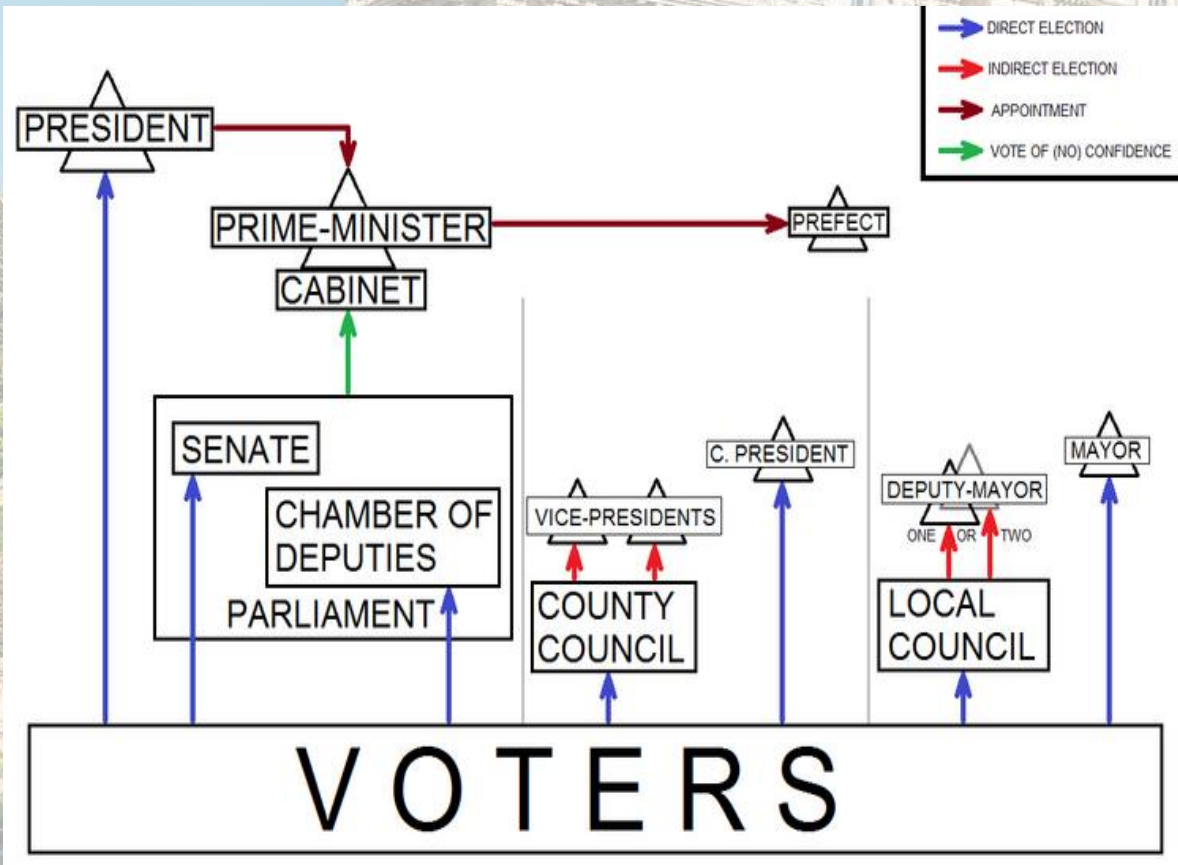 DIRECT ELECTION
INDIRECT ELECTION
APPOINTMENT
VOTE OF (NO) CONFIDENCE
PRESIDENT
PRIME-MINISTER
CABINET
PREFECT
SENATE
CHAMBER OF
DEPUTIES
PARLIAMENT
VICE-PRESIDENTS
COUNTY
COUNCIL
C. PRESIDENT
DEPUTY-MAYOR
ONE OR TWO
LOCAL
COUNCIL
MAYOR
VOTERS